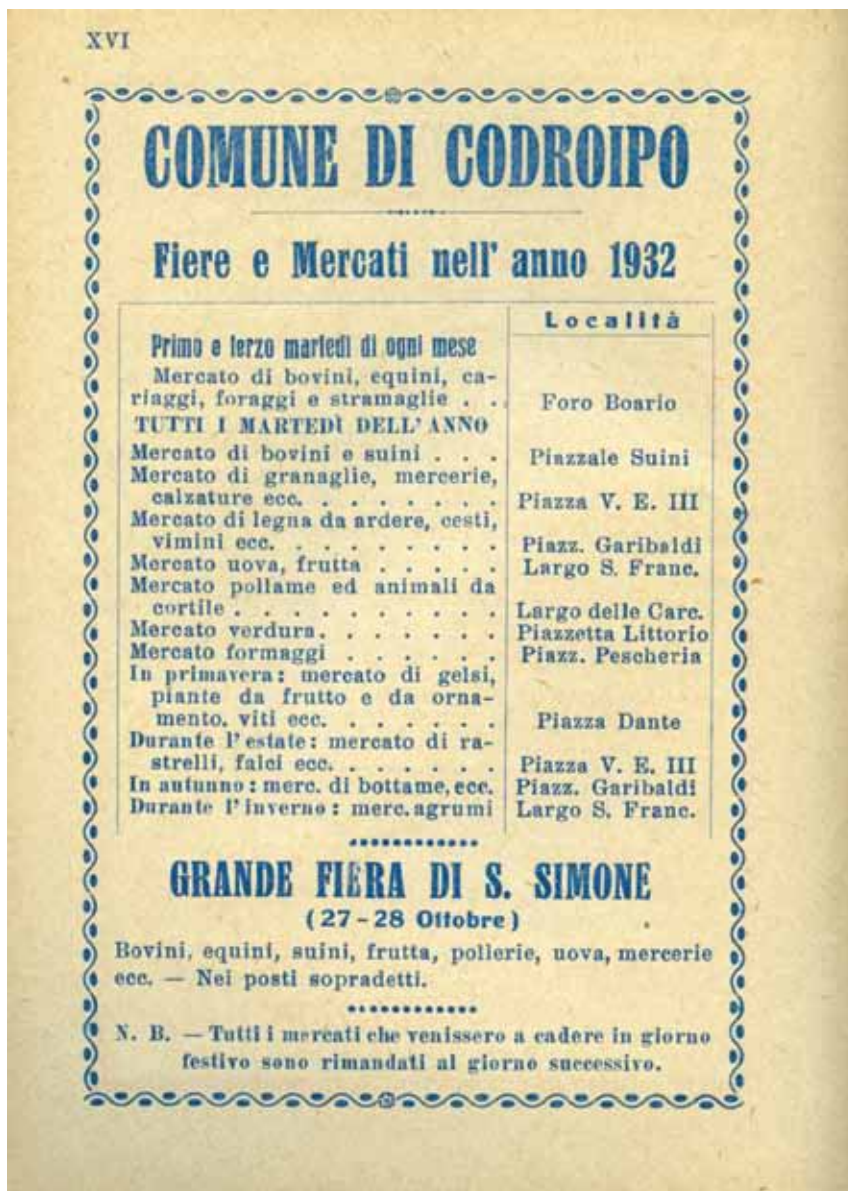 XVI
COMUNE DI CODROIPO
Fiere e Mercati nell' anno 1932
Località
Primo e terzo martedì di ogni mese
Mercato di bovini, equini, ca-
riaggi, foraggi e stramaglie . . Foro Boario
TUTTI I MARTEDÌ DELL'ANNO
Mercato di bovini e suini . . . Piazzale Suini
Mercato di granaglie, mercerie,
calzature ecc. . . . . . . . Piazza V. E. III
Mercato di legna da ardere, cesti,
vimini ecc. . . . . . . . . Piazz. Garibaldi
Mercato uova, frutta . . . . . Largo S. Franc.
Mercato pollame ed animali da
cortile . . . . . . . . . . Largo delle Carc.
Mercato verdura. . . . . . . Piazzetta Littorio
Mercato formaggi . . . . . . Piazz. Pescheria
In primavera: mercato di gelsi,
piante da frutto e da orna-
mento. viti ecc. . . . . . . Piazza Dante
Durante l'estate: mercato di ra-
strelli, falci ecc. . . . . . . Piazza V. E. III
In autunno: merc. di bottame, ecc. Piazz. Garibaldi
Durante l'inverno: merc. agrumi Largo S. Franc.
GRANDE FIERA DI S. SIMONE
(27-28 Ottobre)
Bovini, equini, suini, frutta, pollerie, uova, mercerie
ecc. — Nei posti sopradetti.
N. B. — Tutti i mercati che venissero a cadere in giorno
festivo sono rimandati al giorno successivo.